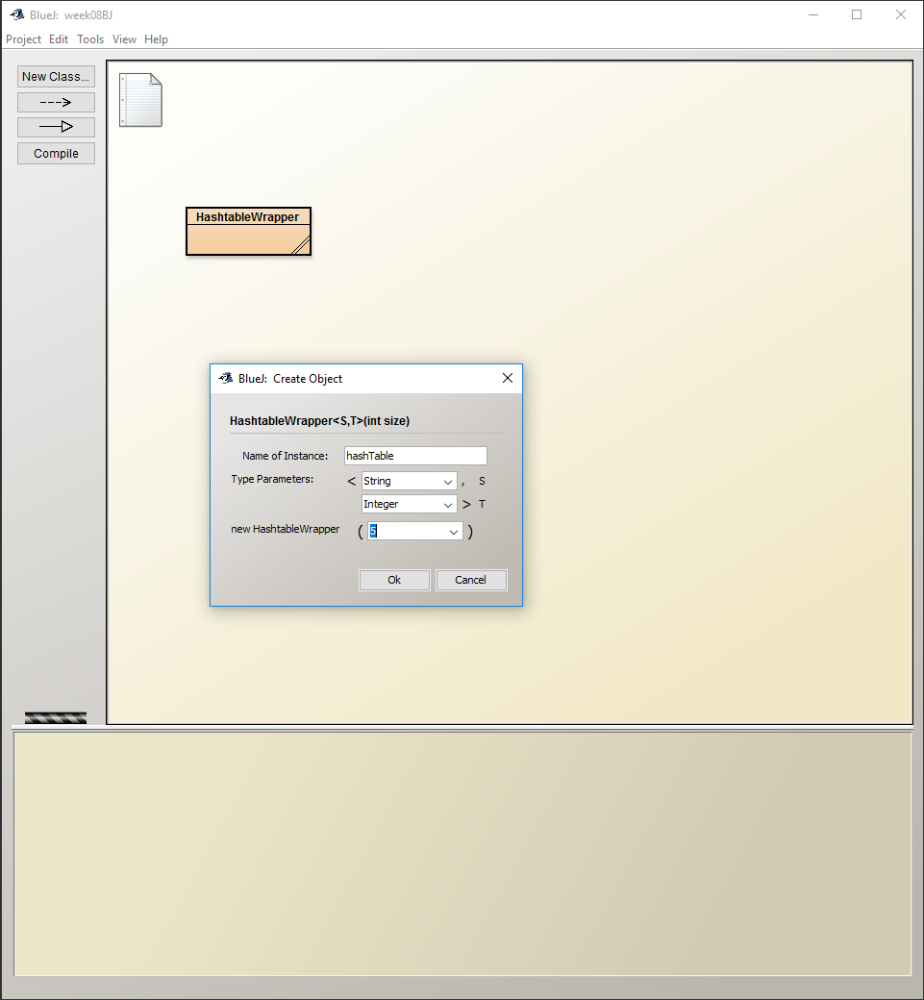 BlueJ: week08BJ
Project Edit Tools View Help
New Class...
Compile
HashtableWrapper
BlueJ: Create Object
HashtableWrapper<S,T>(int size)
Name of Instance: hashTable
Type Parameters: < String , S
Integer > T
new HashtableWrapper ( 5 )
Ok Cancel